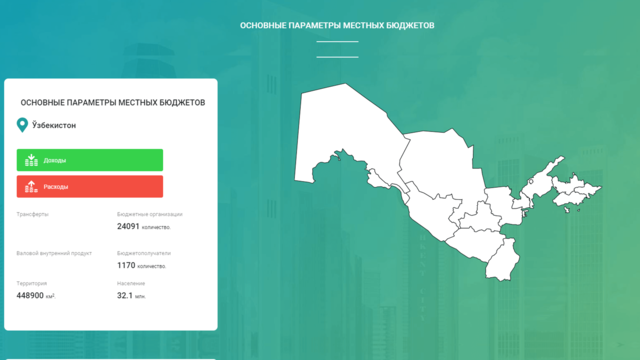 ОСНОВНЫЕ ПАРАМЕТРЫ МЕСТНЫХ БЮДЖЕТОВ
ОСНОВНЫЕ ПАРАМЕТРЫ МЕСТНЫХ БЮДЖЕТОВ
Ўзбекистон
Доходы
Расходы
Трансферты
Бюджетные организации
24091 количество.
Валовой внутренний продукт
Бюджетополучатели
1170 количество.
Территория
448900 км²
Население
32.1 млн.